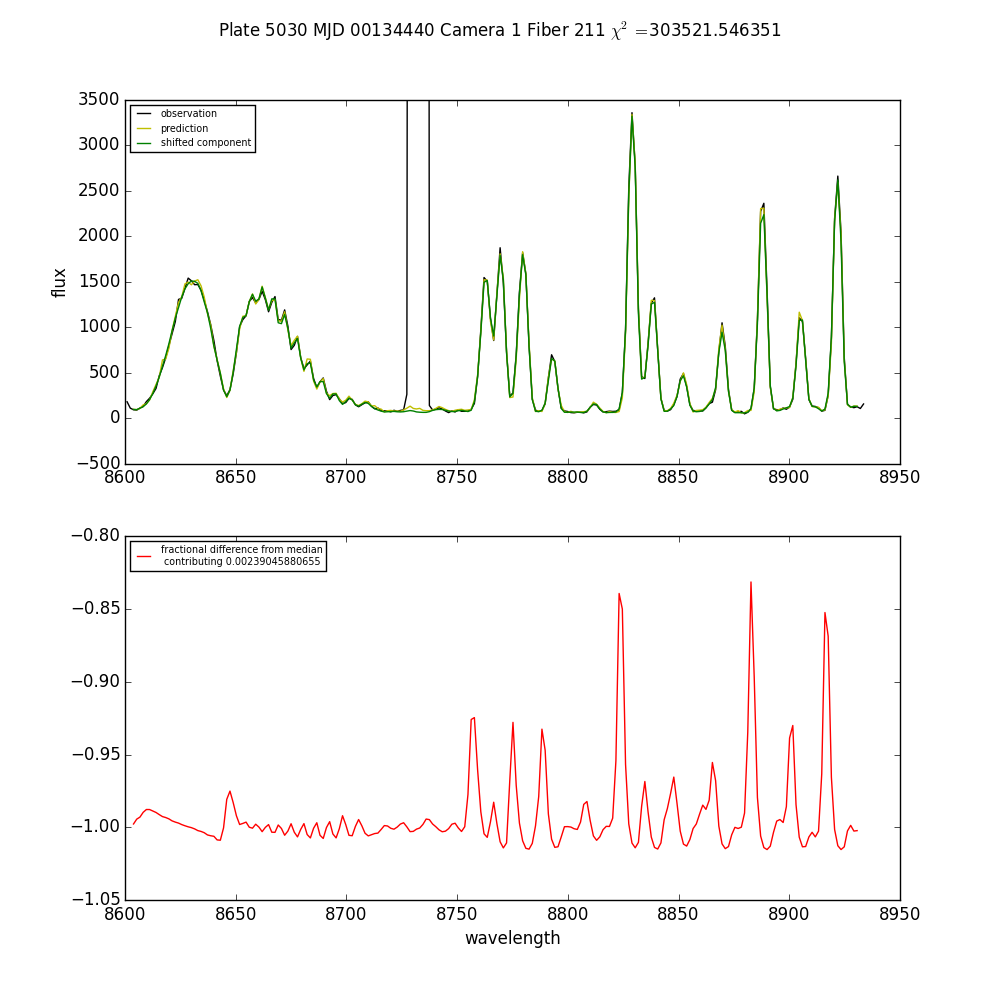 Plate 5030 MJD 00134440 Camera 1 Fiber 211 χ² =303521.546351
3500
3000
2500
2000
1500
1000
500
0
−500
flux
observation
prediction
shifted component
8600 8650 8700 8750 8800 8850 8900 8950
−0.80
−0.85
−0.90
−0.95
−1.00
−1.05
fractional difference from median
contributing 0.00239045880655
8600 8650 8700 8750 8800 8850 8900 8950
wavelength